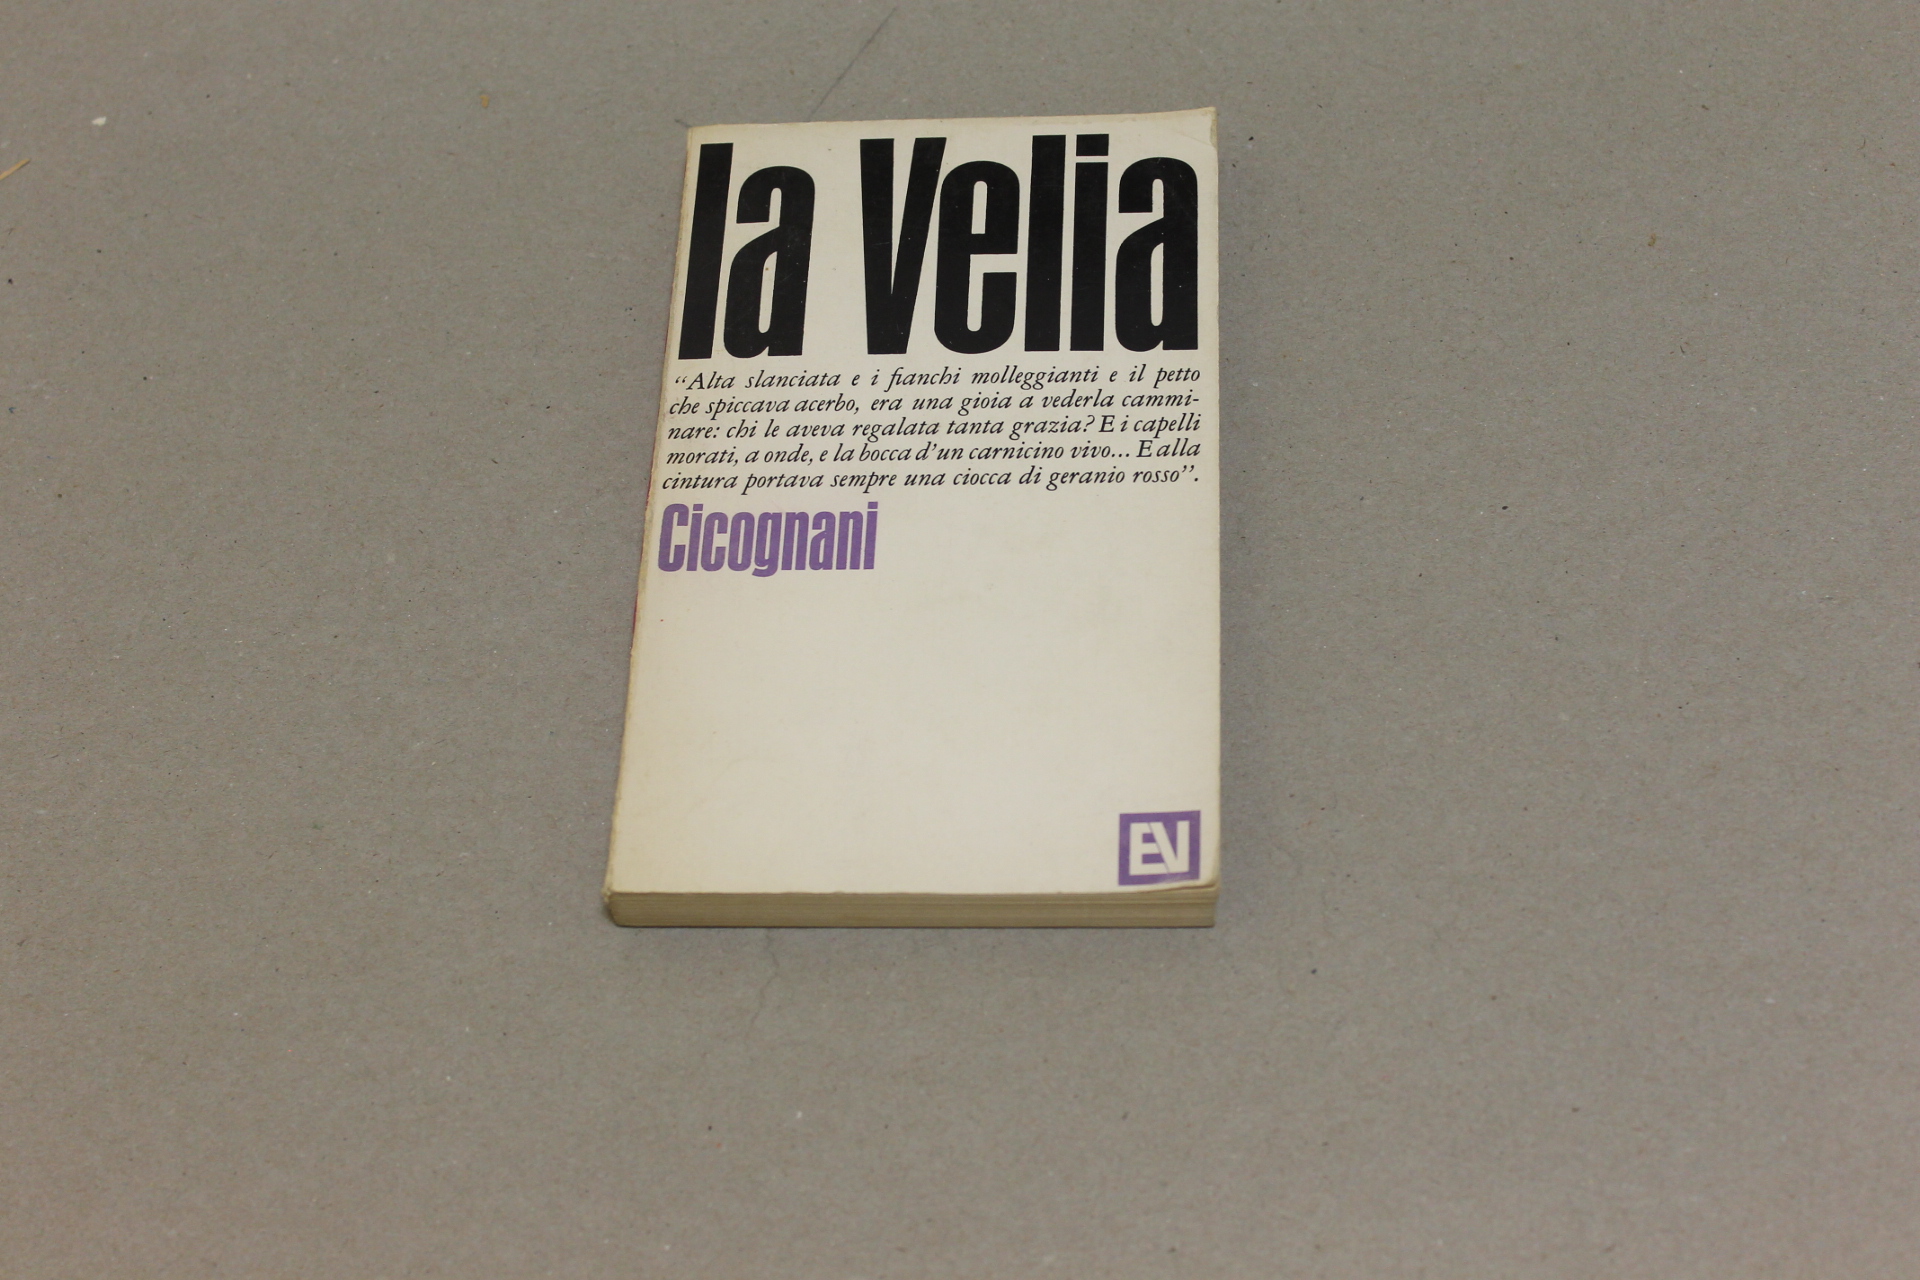 la Velia
“Alta slanciata e i fianchi molleggianti e il petto
che spiccava acerbo, era una gioia a vederla cammi-
nare: chi le aveva regalata tanta grazia? E i capelli
morati, a onde, e la bocca d’un carnicino vivo... E alla
cintura portava sempre una ciocca di geranio rosso”.
Cicognani
EV